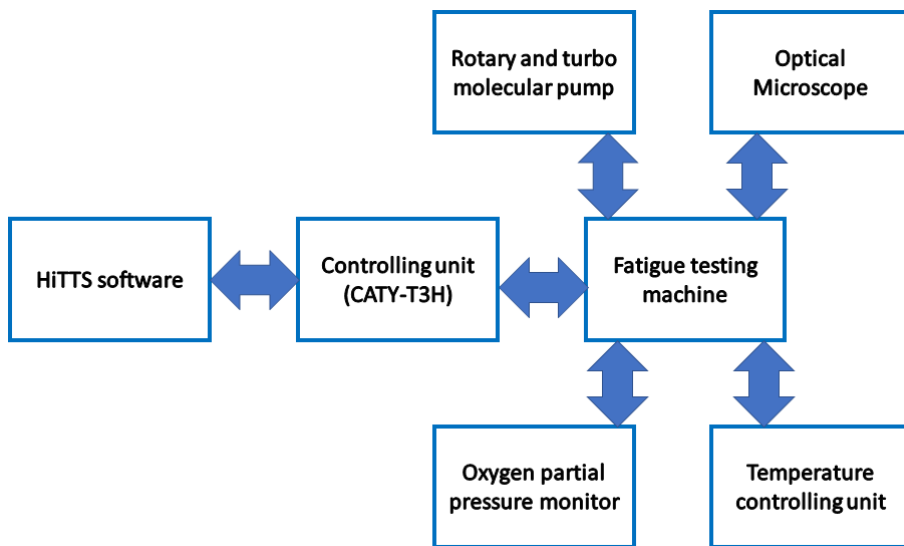 Rotary and turbo
molecular pump
Optical
Microscope
HiTTS software
Controlling unit
(CATY-T3H)
Fatigue testing
machine
Oxygen partial
pressure monitor
Temperature
controlling unit